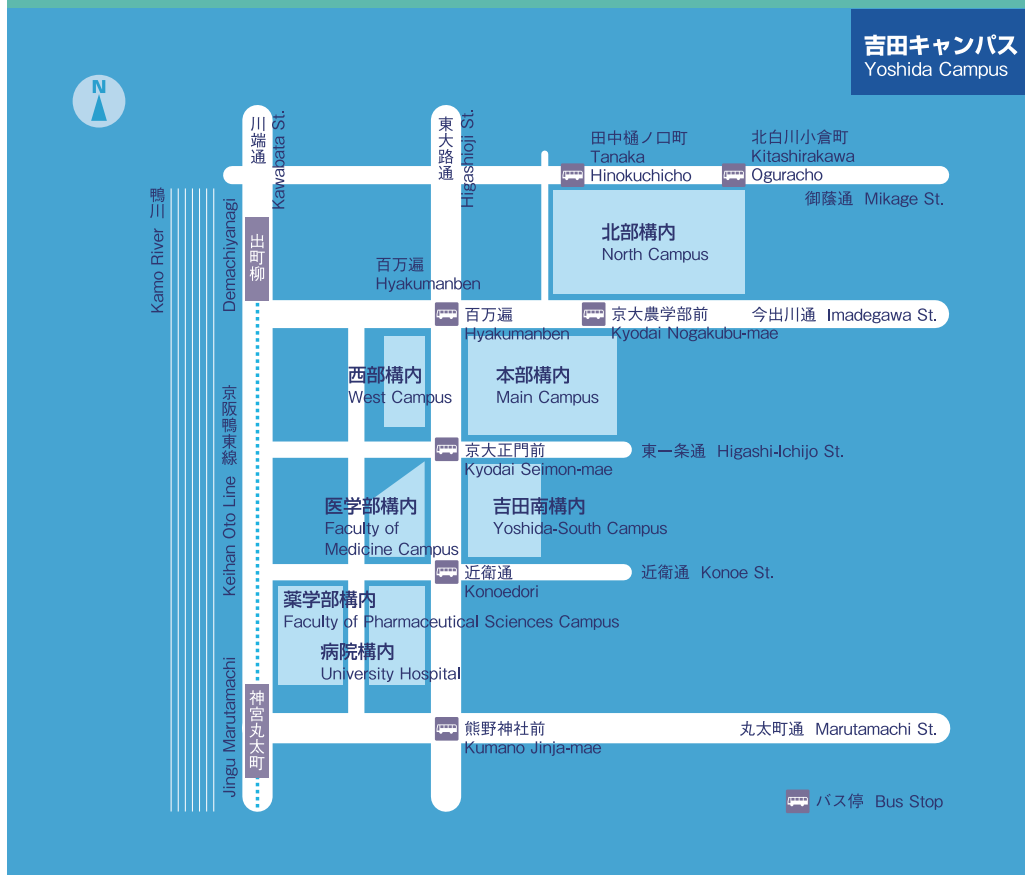 吉田キャンパス
Yoshida Campus
N
川端通
Kawabata St.
東大路通
Higashioji St.
田中樋ノ口町
Tanaka
Hinokuchicho
北白川小倉町
Kitashirakawa
Oguracho
御蔭通 Mikage St.
鴨川
Kamo River
出町柳
Demachiyanagi
北部構内
North Campus
百万遍
Hyakumanben
百万遍
Hyakumanben
京大農学部前
Kyodai Nogakubu-mae
今出川通 Imadegawa St.
西部構内
West Campus
本部構内
Main Campus
京阪鴨東線
Keihan Oto Line
京大正門前
Kyodai Seimon-mae
東一条通 Higashi-Ichijo St.
医学部構内
Faculty of
Medicine Campus
吉田南構内
Yoshida-South Campus
近衛通
Konoedori
近衛通 Konoe St.
薬学部構内
Faculty of Pharmaceutical Sciences Campus
病院構内
University Hospital
神宮丸太町
Jingu Marutamachi
熊野神社前
Kumano Jinja-mae
丸太町通 Marutamachi St.
バス停 Bus Stop